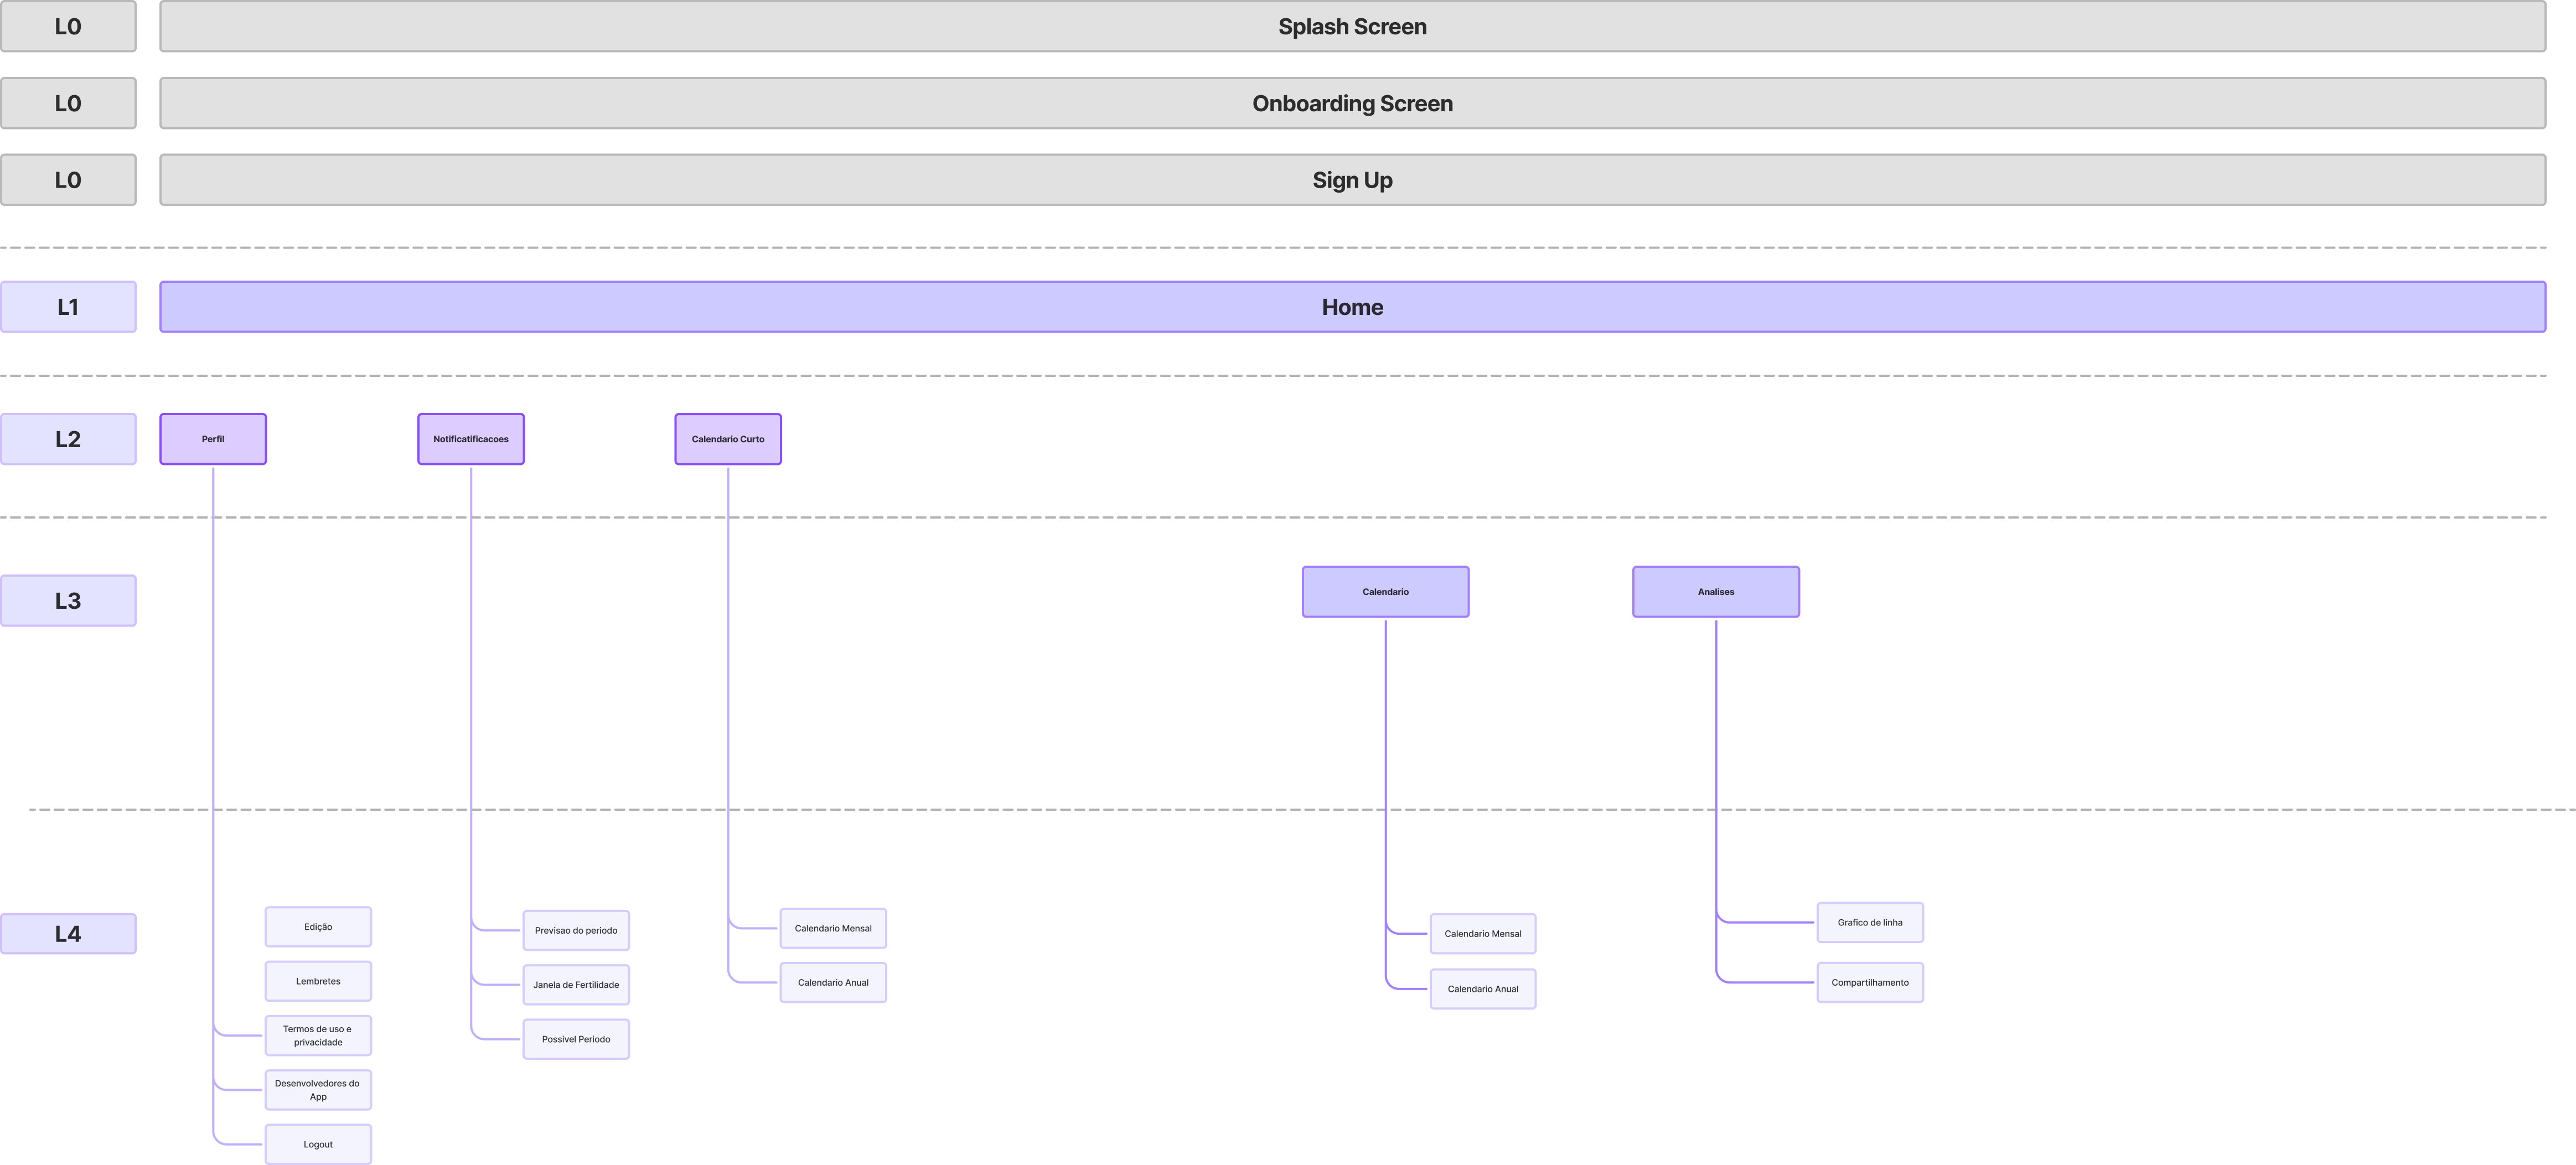 L0
Splash Screen
L0
Onboarding Screen
L0
Sign Up
L1
Home
L2
Perfil
Notificatificacoes
Calendario Curto
L3
Calendario
Analises
L4
Edição
Lembretes
Termos de uso e
privacidade
Desenvolvedores do
App
Logout
Previsao do periodo
Janela de Fertilidade
Possivel Periodo
Calendario Mensal
Calendario Anual
Calendario Mensal
Calendario Anual
Grafico de linha
Compartilhamento